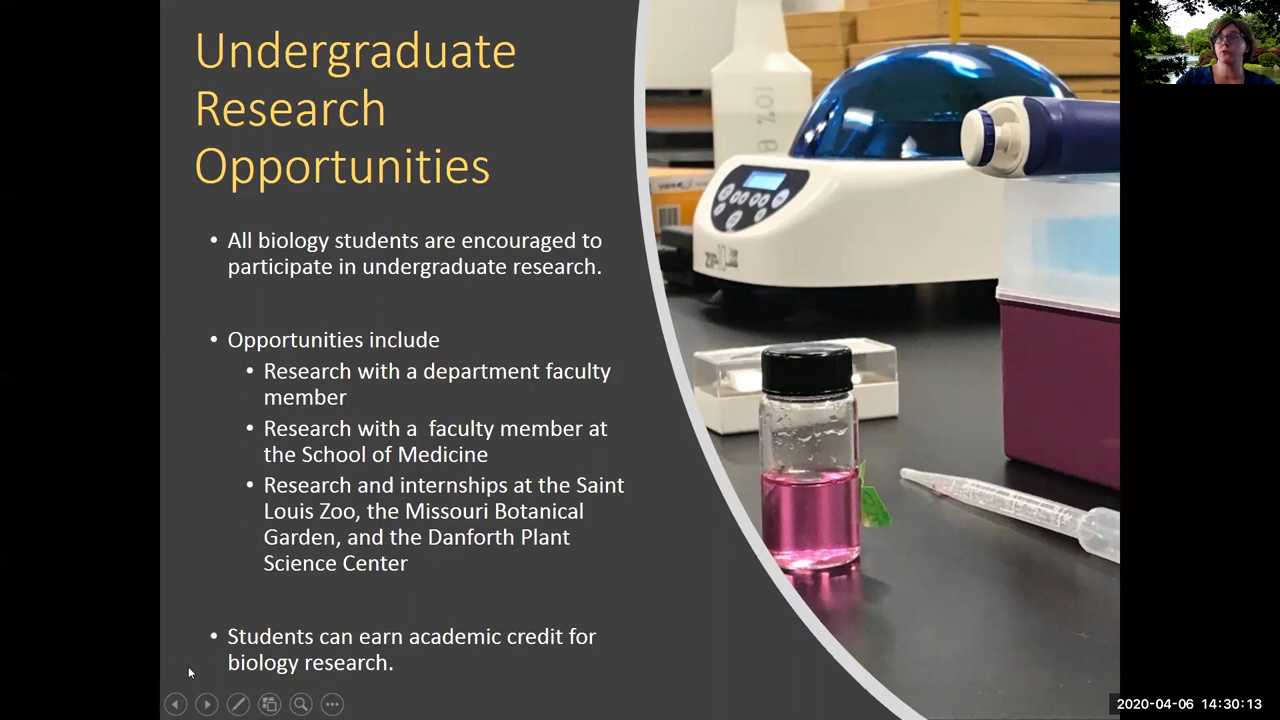 Undergraduate
Research
Opportunities
• All biology students are encouraged to
participate in undergraduate research.
• Opportunities include
• Research with a department faculty
member
• Research with a  faculty member at
the School of Medicine
• Research and internships at the Saint
Louis Zoo, the Missouri Botanical
Garden, and the Danforth Plant
Science Center
• Students can earn academic credit for
biology research.
10% B
2020-04-06 14:30:13